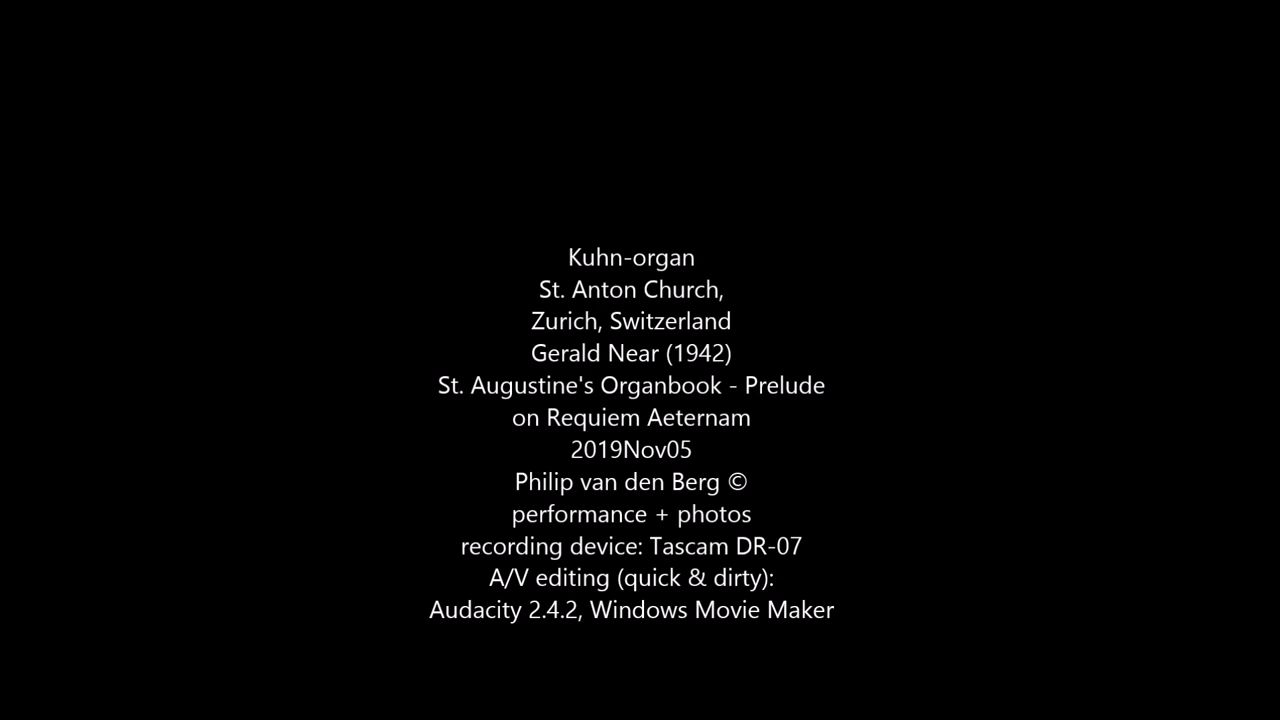 Kuhn-organ
St. Anton Church,
Zurich, Switzerland
Gerald Near (1942)
St. Augustine's Organbook - Prelude
on Requiem Aeternam
2019Nov05
Philip van den Berg ©
performance + photos
recording device: Tascam DR-07
A/V editing (quick & dirty):
Audacity 2.4.2, Windows Movie Maker